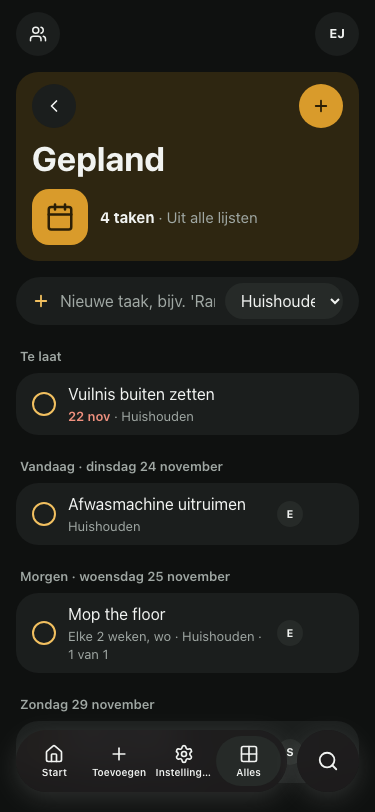 EJ
Gepland
4 taken · Uit alle lijsten
Nieuwe taak, bijv. 'Ra
Huishoude
Te laat
Vuilnis buiten zetten
22 nov · Huishouden
Vandaag · dinsdag 24 november
Afwasmachine uitruimen
Huishouden
E
Morgen · woensdag 25 november
Mop the floor
Elke 2 weken, wo · Huishouden ·
1 van 1
E
Zondag 29 november
S
Start
Toevoegen
Instelling...
Alles